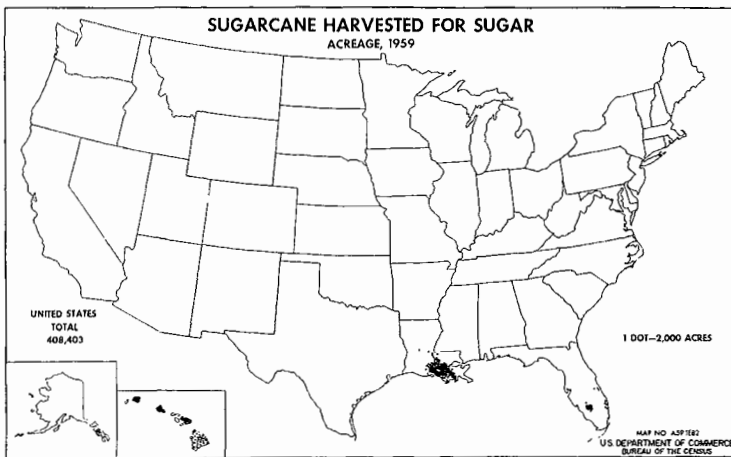 SUGARCANE HARVESTED FOR SUGAR
ACREAGE, 1959
UNITED STATES
TOTAL
408,403
1 DOT—2,000 ACRES
MAP NO. A59-1E82
U.S. DEPARTMENT OF COMMERCE
BUREAU OF THE CENSUS